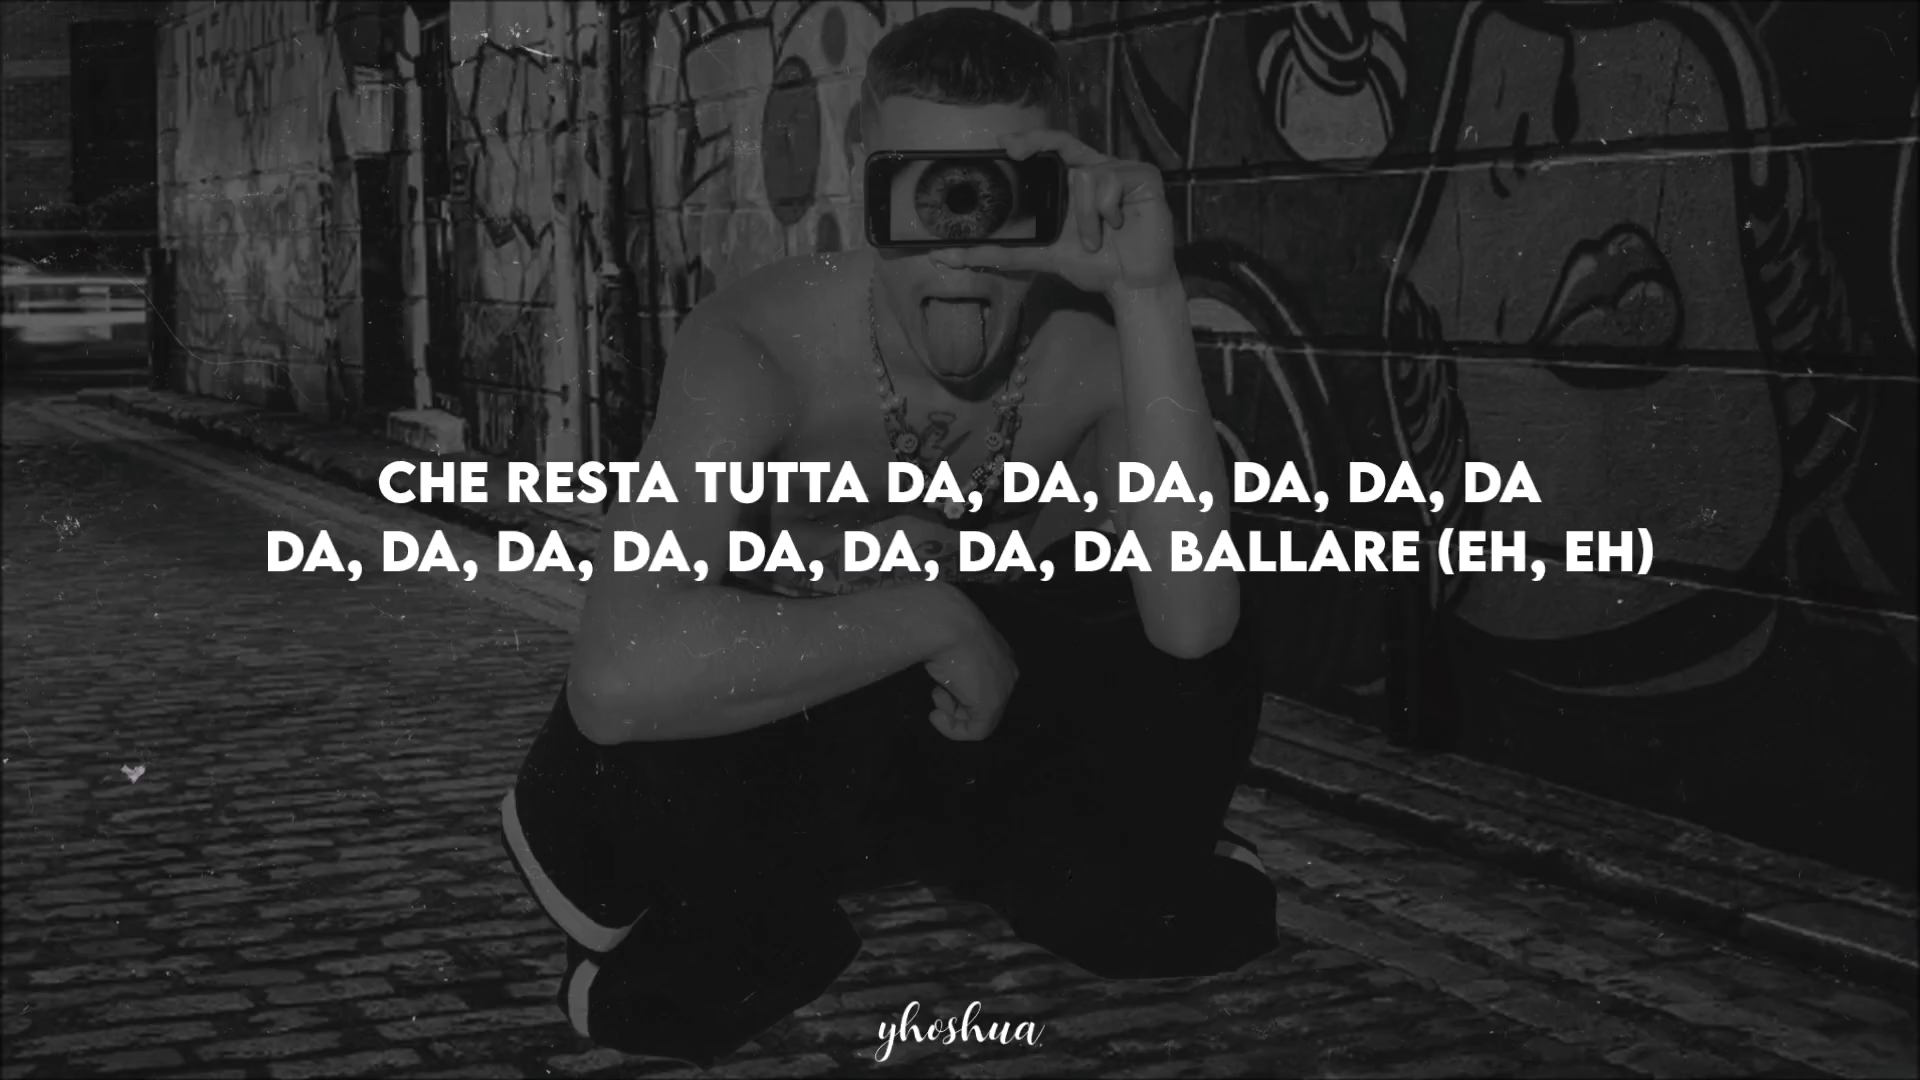 CHE RESTA TUTTA DA, DA, DA, DA, DA, DA
DA, DA, DA, DA, DA, DA, DA, DA BALLARE (EH, EH)
yhoshua